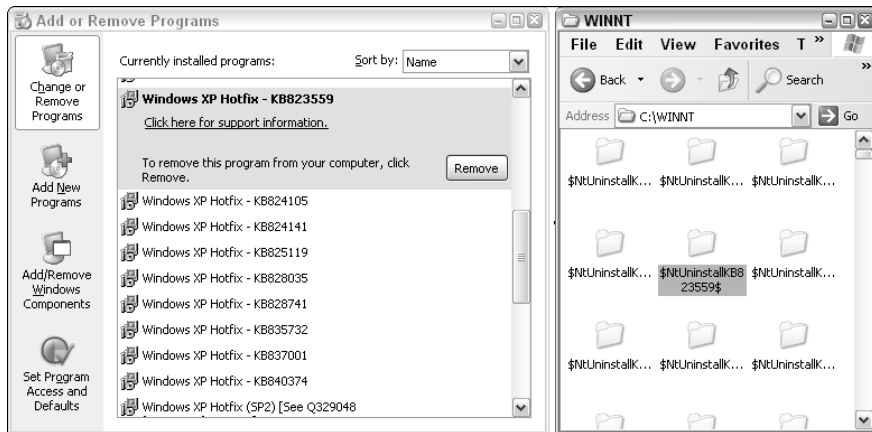 Add or Remove Programs
Change or
Remove
Programs
Add New
Programs
Add/Remove
Windows
Components
Set Program
Access and
Defaults
Currently installed programs:
Sort by:
Name
Windows XP Hotfix - KB823559
Click here for support information.
To remove this program from your computer, click
Remove.
Remove
Windows XP Hotfix - KB824105
Windows XP Hotfix - KB824141
Windows XP Hotfix - KB825119
Windows XP Hotfix - KB828035
Windows XP Hotfix - KB828741
Windows XP Hotfix - KB835732
Windows XP Hotfix - KB837001
Windows XP Hotfix - KB840374
Windows XP Hotfix (SP2) [See Q329048
WINNT
File Edit View Favorites T »
Back Search »
Address C:\WINNT Go
$NtUninstallK... $NtUninstallK... $NtUninstallK...
$NtUninstallK... $NtUninstallKB8 $NtUninstallK...
23559$
$NtUninstallK... $NtUninstallK... $NtUninstallK...